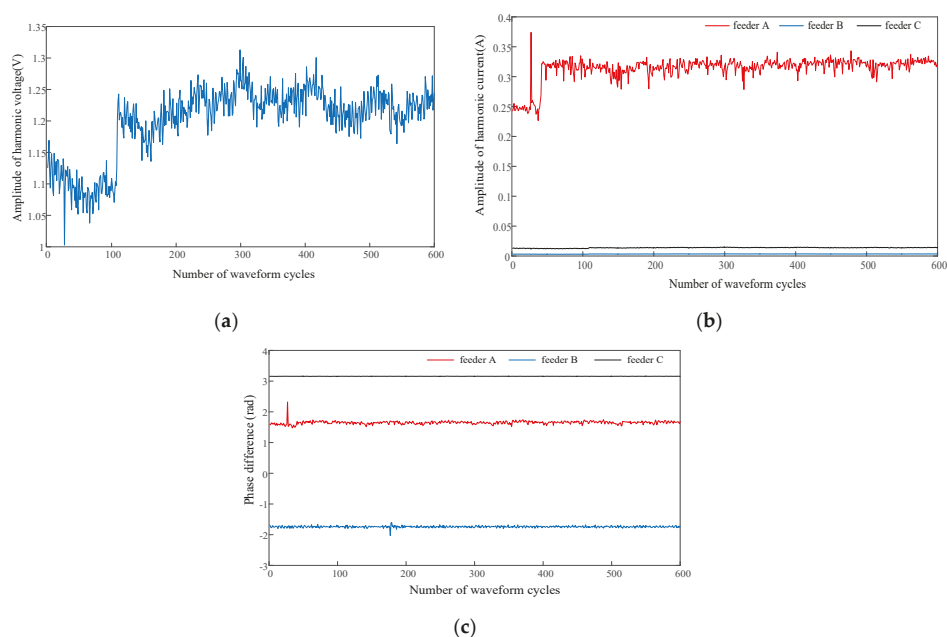 Amplitude of harmonic voltage(V)
1.35
1.3
1.25
1.2
1.15
1.1
1.05
1
0 100 200 300 400 500 600
Number of waveform cycles
(a)
Amplitude of harmonic current(A)
feeder A feeder B feeder C
0.4
0.35
0.3
0.25
0.2
0.15
0.1
0.05
0
0 100 200 300 400 500 600
Number of waveform cycles
(b)
Phase difference (rad)
feeder A feeder B feeder C
4
3
2
1
0
-1
-2
-3
0 100 200 300 400 500 600
Number of waveform cycles
(c)